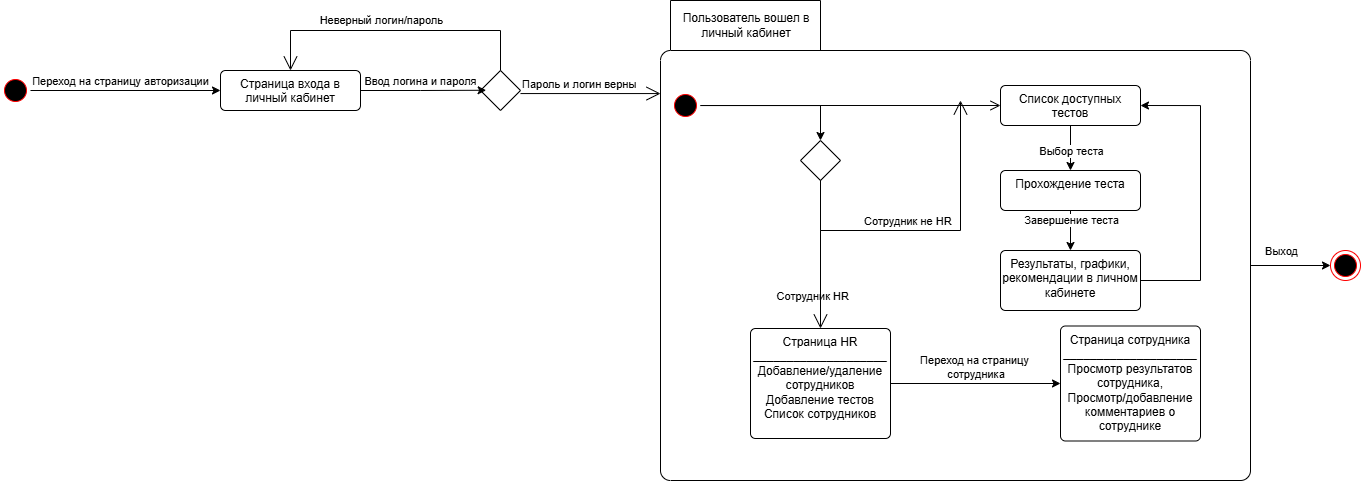 Неверный логин/пароль
Переход на страницу авторизации
Страница входа в
личный кабинет
Ввод логина и пароля
Пароль и логин верны
Пользователь вошел в
личный кабинет
Список доступных
тестов
Выбор теста
Прохождение теста
Завершение теста
Результаты, графики,
рекомендации в личном
кабинете
Сотрудник не HR
Сотрудник HR
Страница HR
Добавление/удаление
сотрудников
Добавление тестов
Список сотрудников
Переход на страницу
сотрудника
Страница сотрудника
Просмотр результатов
сотрудника,
Просмотр/добавление
комментариев о
сотруднике
Выход